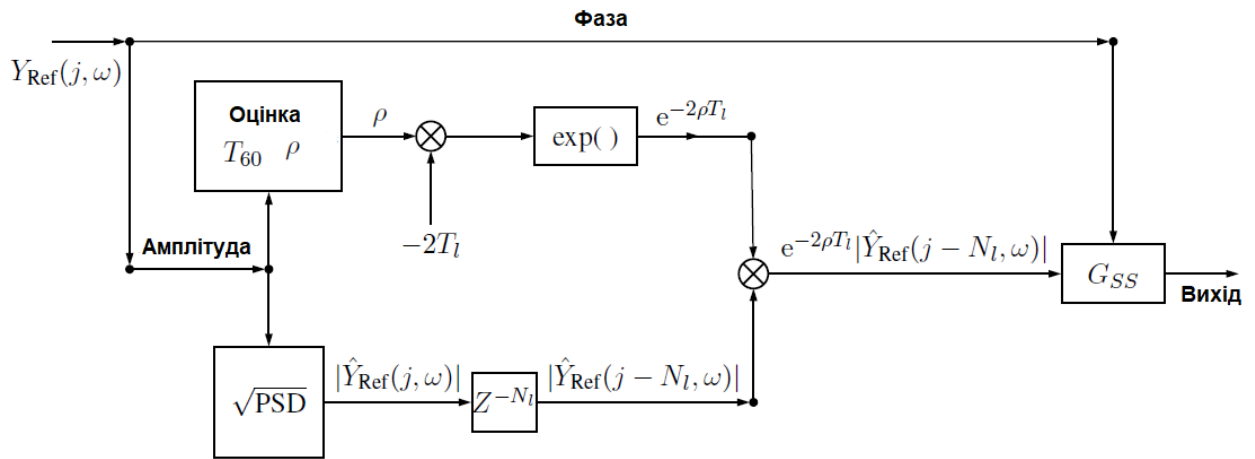 Фаза
Y_Ref(j, ω)
Оцінка
T_60 ρ
ρ
exp( )
e^{-2ρT_l}
−2T_l
Амплітуда
e^{-2ρT_l}|Ŷ_Ref(j − N_l, ω)|
G_SS
Вихід
√PSD
|Ŷ_Ref(j, ω)|
Z^{-N_l}
|Ŷ_Ref(j − N_l, ω)|